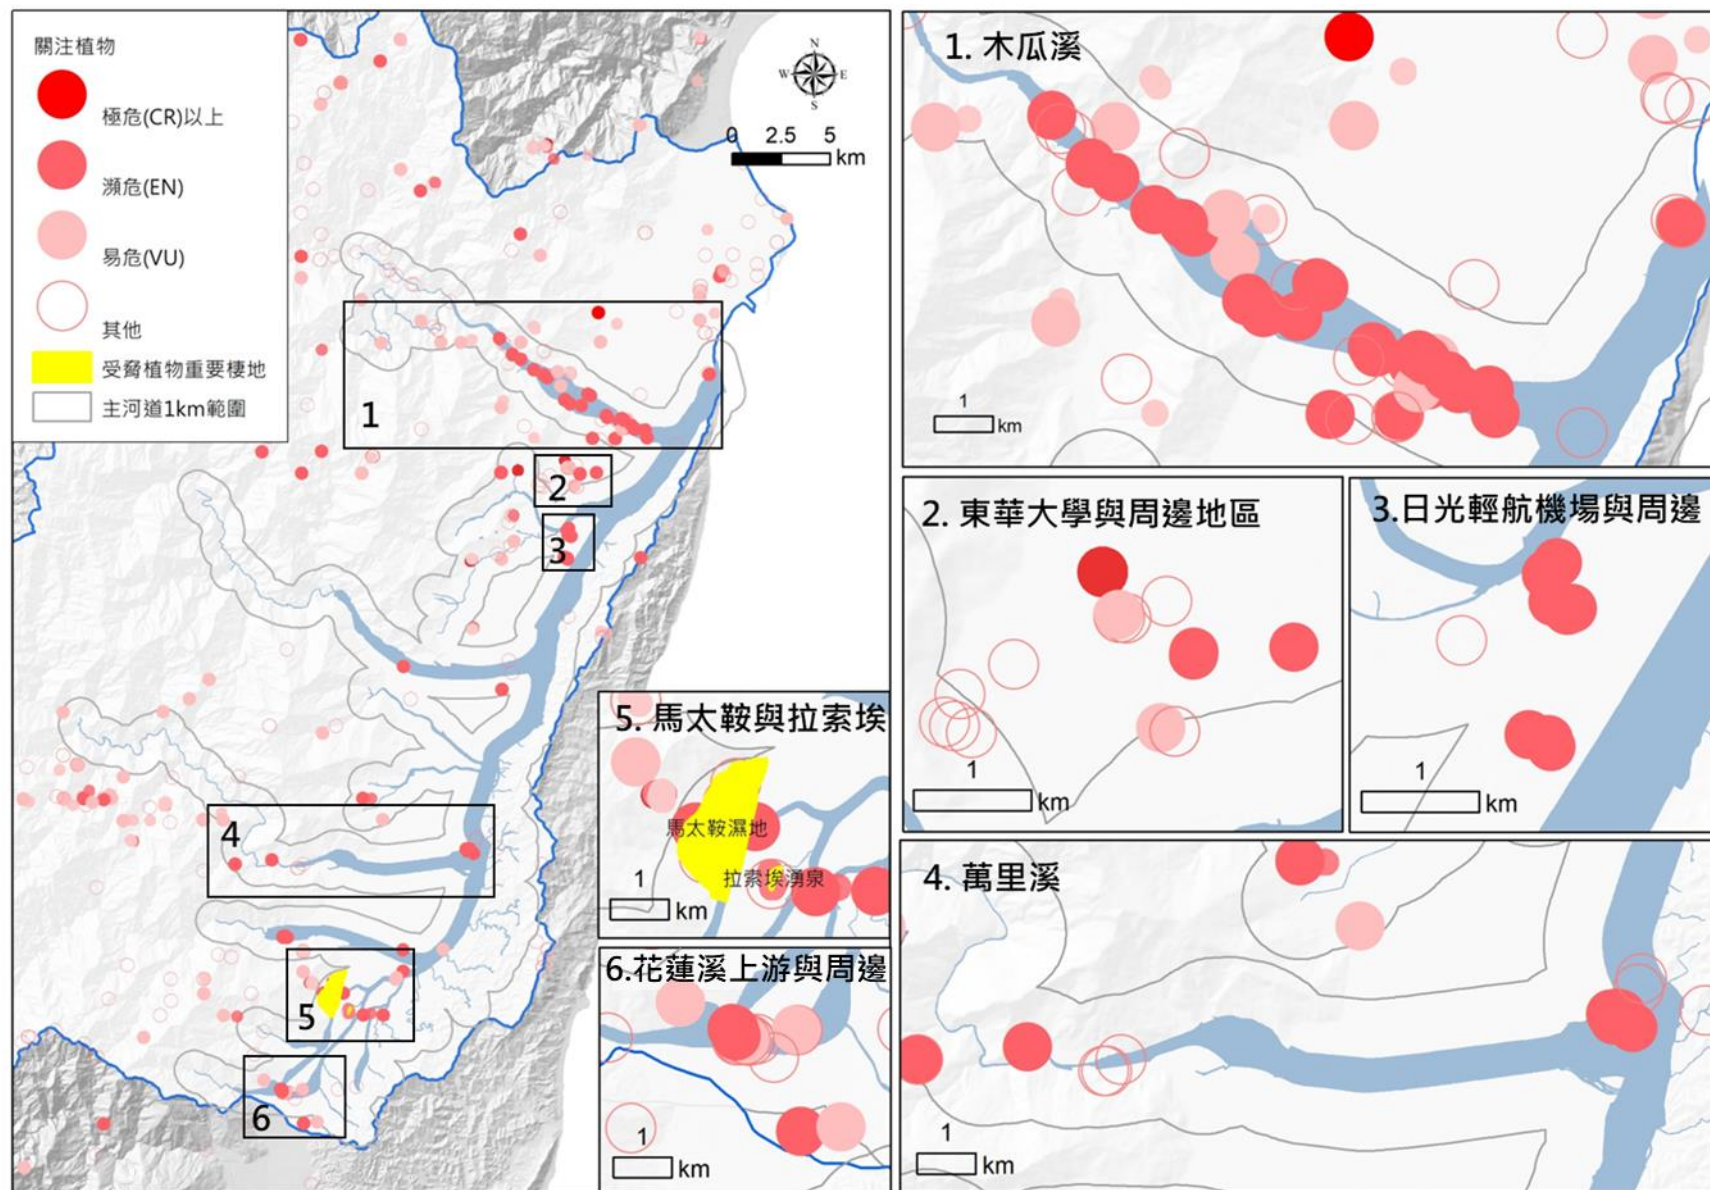 關注植物
極危(CR)以上
瀕危(EN)
易危(VU)
其他
受脅植物重要棲地
主河道1km範圍
N
W
E
S
0 2.5 5
km
1
2
3
4
5
6
1. 木瓜溪
1
km
2. 東華大學與周邊地區
1
km
3.日光輕航機場與周邊
1
km
4. 萬里溪
1
km
5. 馬太鞍與拉索埃
馬太鞍濕地
拉索埃湧泉
1
km
6.花蓮溪上游與周邊
1
km